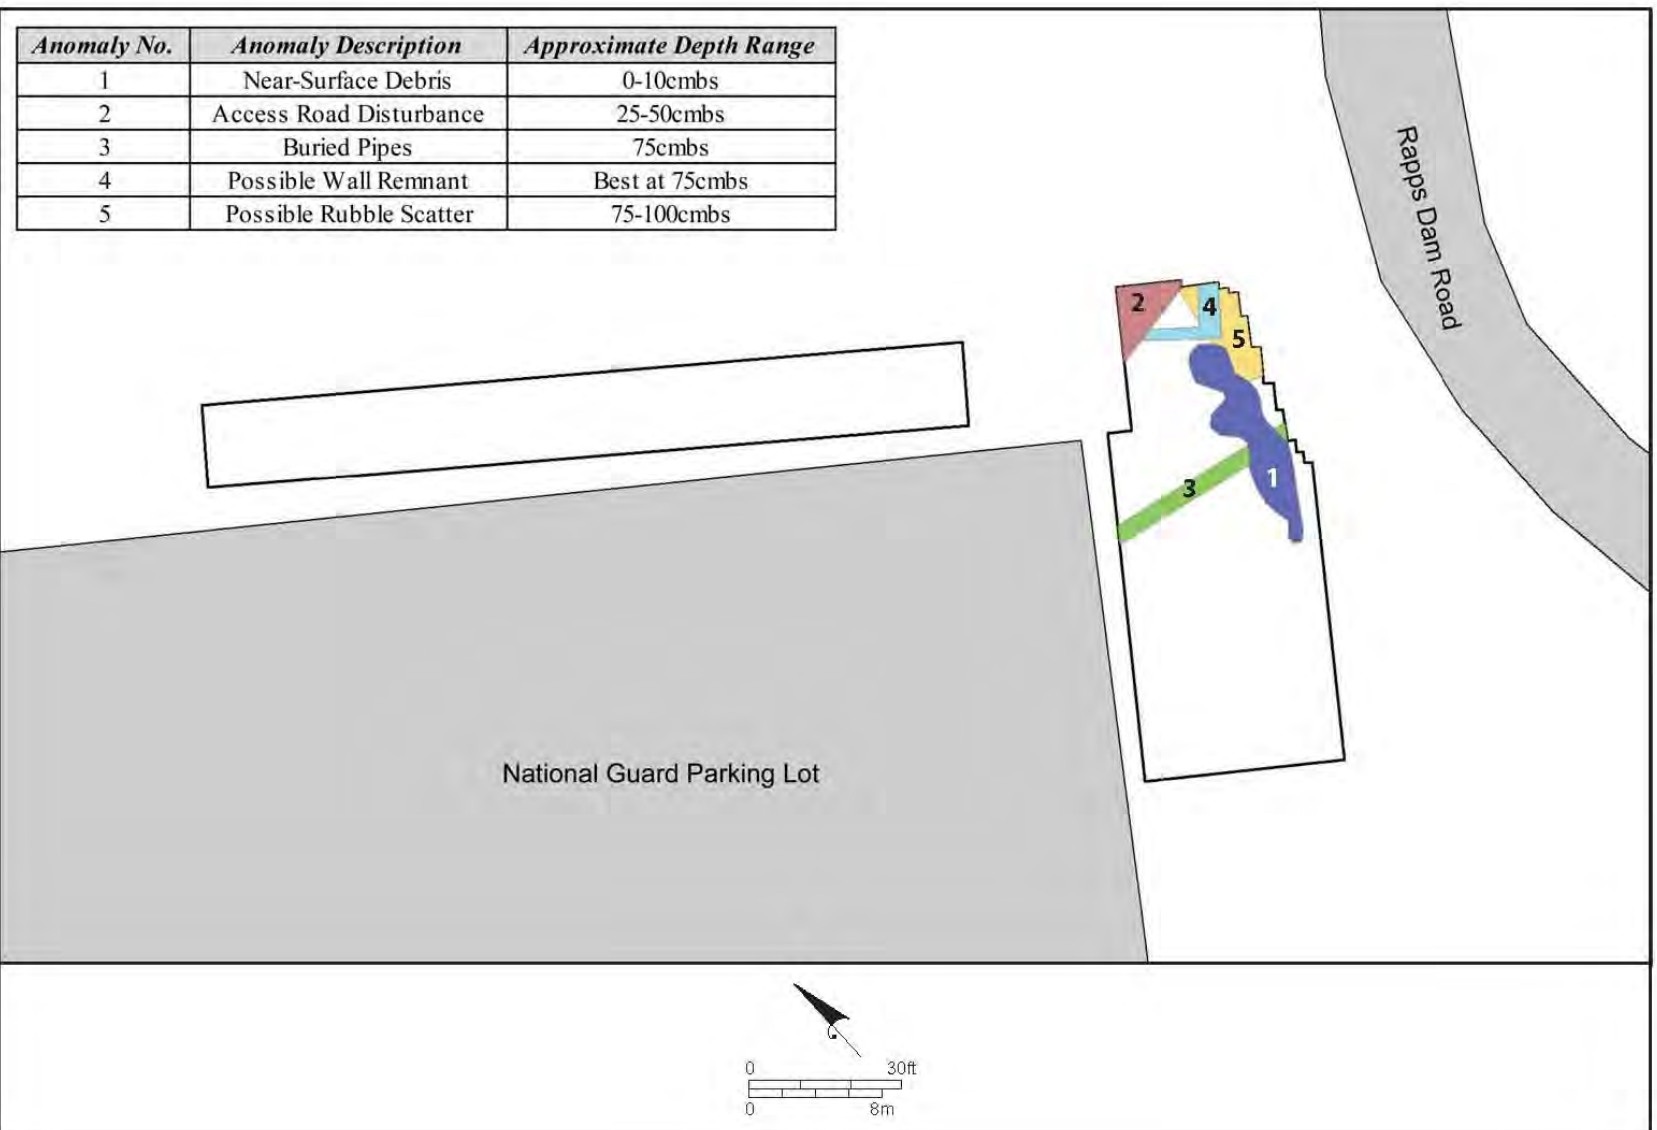 Anomaly No. Anomaly Description Approximate Depth Range
1 Near-Surface Debris 0-10cmbs
2 Access Road Disturbance 25-50cmbs
3 Buried Pipes 75cmbs
4 Possible Wall Remnant Best at 75cmbs
5 Possible Rubble Scatter 75-100cmbs
Rapps Dam Road
2
4
5
1
3
National Guard Parking Lot
0 30ft
0 8m